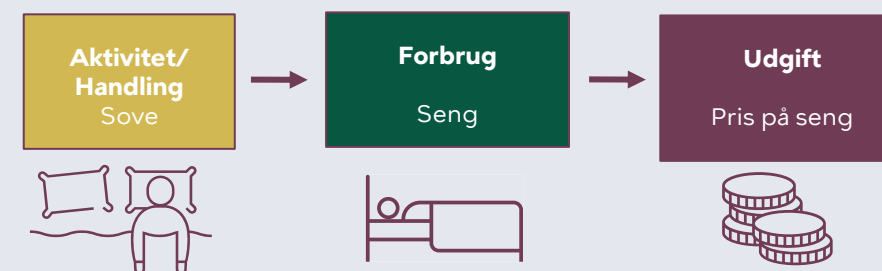 Aktivitet/
Handling
Sove
Forbrug
Seng
Udgift
Pris på seng